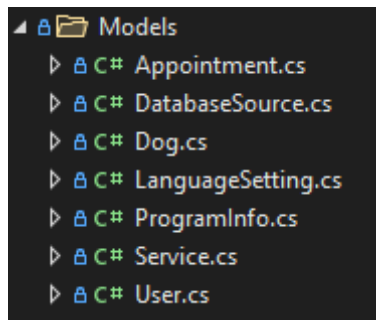 Models
C# Appointment.cs
C# DatabaseSource.cs
C# Dog.cs
C# LanguageSetting.cs
C# ProgramInfo.cs
C# Service.cs
C# User.cs